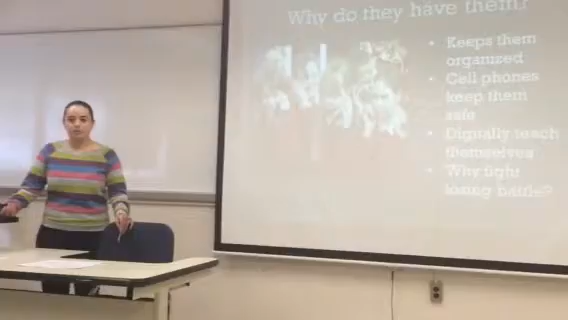 Why do they have them?
• Keeps them
organized
• Cell phones
keep them
safe
• Digitally teach
themselves
• Why fight
losing battle?